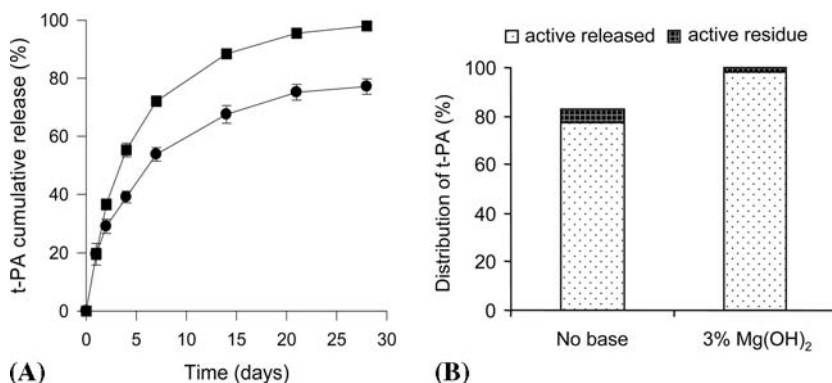 t-PA cumulative release (%)
100
80
60
40
20
0
0 5 10 15 20 25 30
Time (days)
(A)
active released active residue
Distribution of t-PA (%)
100
80
60
40
20
0
No base 3% Mg(OH)₂
(B)